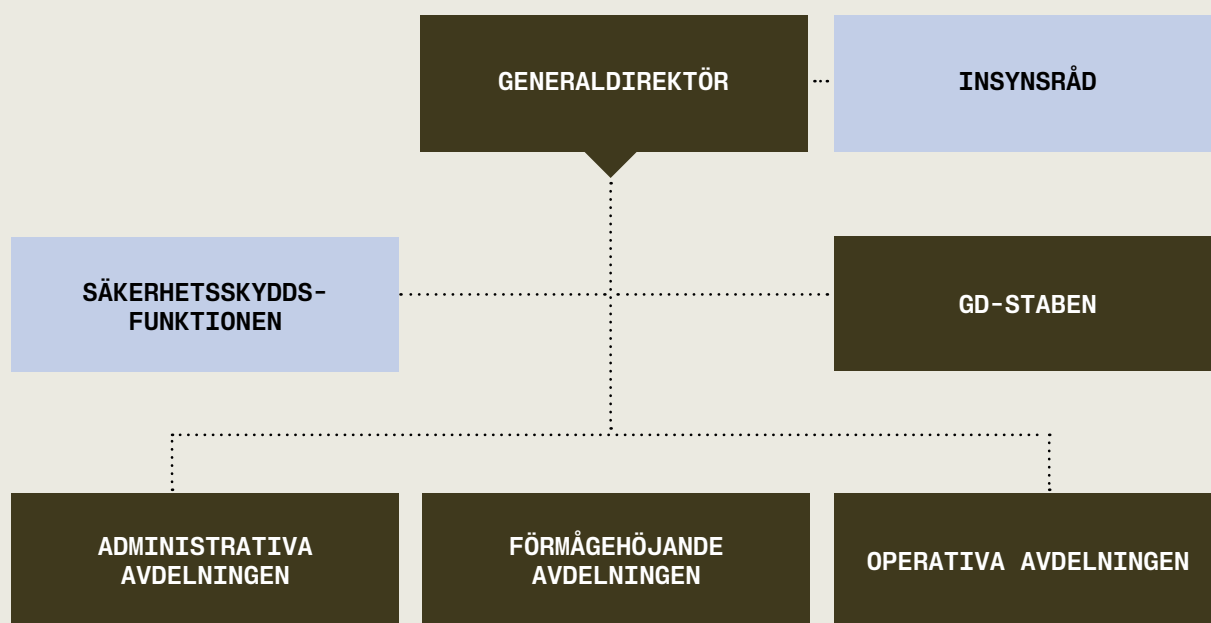 GENERALDIREKTÖR
INSYNSRÅD
SÄKERHETSSKYDDS-
FUNKTIONEN
GD-STABEN
ADMINISTRATIVA
AVDELNINGEN
FÖRMÅGEHÖJANDE
AVDELNINGEN
OPERATIVA AVDELNINGEN